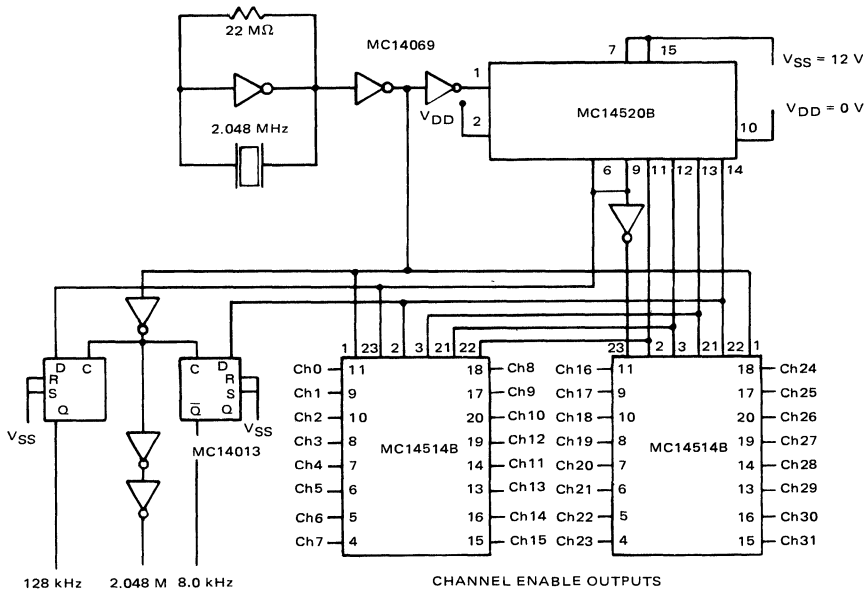 22 MΩ
MC14069
7 15
VSS = 12 V
1
MC14520B
VDD
2
VDD = 0 V
10
2.048 MHz
6 9 11 12 13 14
1 23 2 3 21 22
23 2 3 21 22 1
D C
R
S
Q
VSS
C D
R
S
Q̅ Q
VSS
MC14013
Ch0 11 18 Ch8
Ch1 9 17 Ch9
Ch2 10 20 Ch10
Ch3 8 19 Ch12
MC14514B
Ch4 7 14 Ch11
Ch5 6 13 Ch13
Ch6 5 16 Ch14
Ch7 4 15 Ch15
Ch16 11 18 Ch24
Ch17 9 17 Ch25
Ch18 10 20 Ch26
Ch19 8 19 Ch27
MC14514B
Ch20 7 14 Ch28
Ch21 6 13 Ch29
Ch22 5 16 Ch30
Ch23 4 15 Ch31
128 kHz 2.048 M 8.0 kHz
CHANNEL ENABLE OUTPUTS